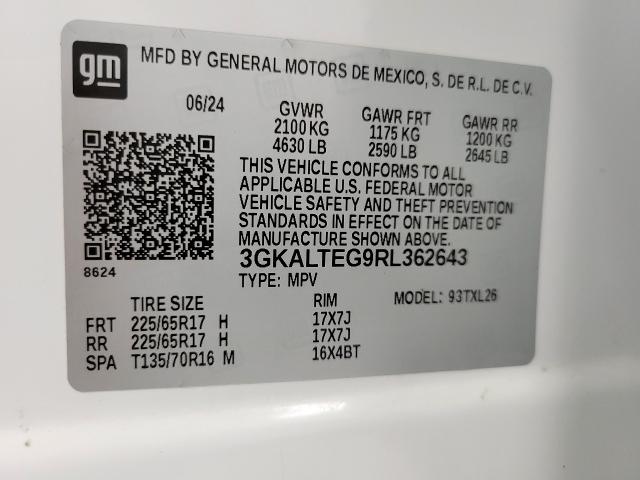 gm
MFD BY GENERAL MOTORS DE MEXICO, S. DE R.L. DE C.V.
06/24 GVWR GAWR FRT GAWR RR
2100 KG 1175 KG 1200 KG
4630 LB 2590 LB 2645 LB
THIS VEHICLE CONFORMS TO ALL
APPLICABLE U.S. FEDERAL MOTOR
VEHICLE SAFETY AND THEFT PREVENTION
STANDARDS IN EFFECT ON THE DATE OF
MANUFACTURE SHOWN ABOVE.
8624
3GKALTEG9RL362643
TYPE: MPV MODEL: 93TXL26
TIRE SIZE RIM
FRT 225/65R17 H 17X7J
RR 225/65R17 H 17X7J
SPA T135/70R16 M 16X4BT